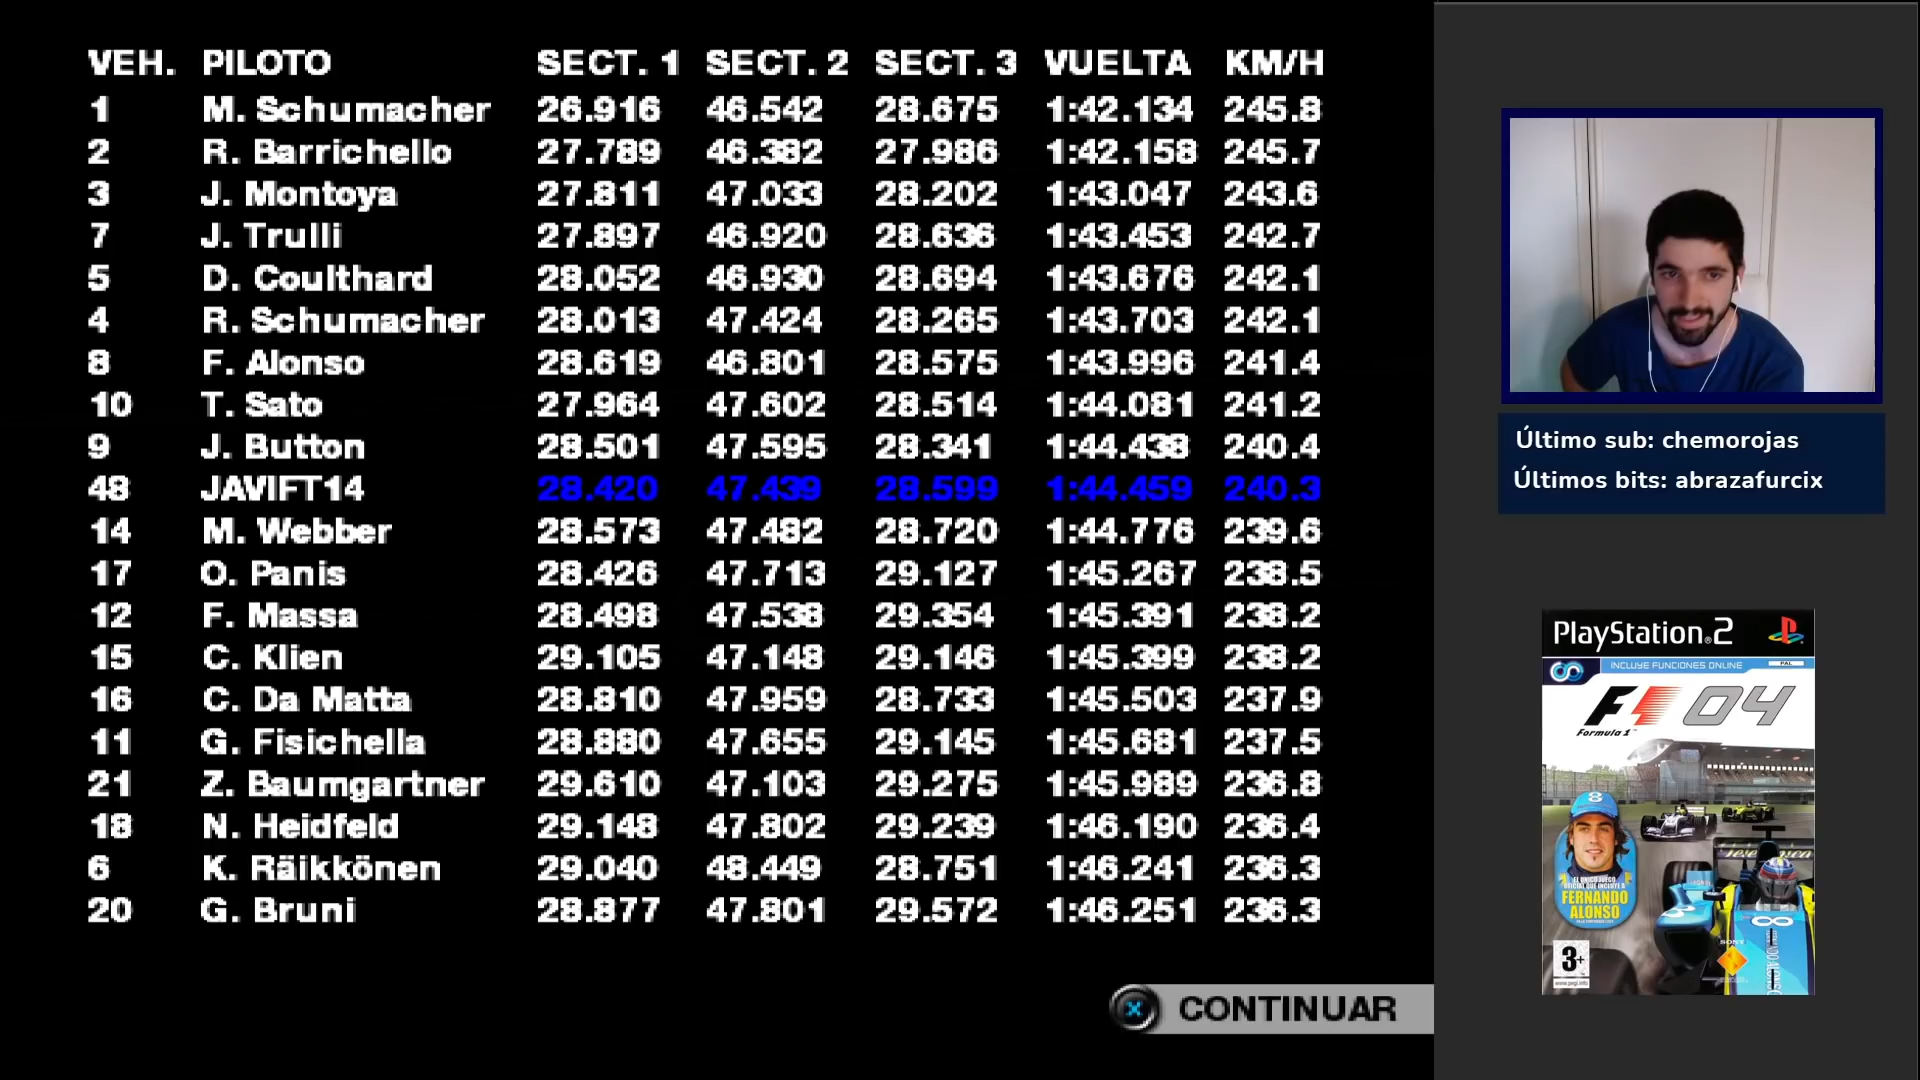 VEH. PILOTO SECT. 1 SECT. 2 SECT. 3 VUELTA KM/H
1 M. Schumacher 26.916 46.542 28.675 1:42.134 245.8
2 R. Barrichello 27.789 46.382 27.986 1:42.158 245.7
3 J. Montoya 27.811 47.033 28.202 1:43.047 243.6
7 J. Trulli 27.897 46.920 28.636 1:43.453 242.7
5 D. Coulthard 28.052 46.930 28.694 1:43.676 242.1
4 R. Schumacher 28.013 47.424 28.265 1:43.703 242.1
8 F. Alonso 28.619 46.801 28.575 1:43.996 241.4
10 T. Sato 27.964 47.602 28.514 1:44.081 241.2
9 J. Button 28.501 47.595 28.341 1:44.438 240.4
48 JAVIFT14 28.420 47.439 28.599 1:44.459 240.3
14 M. Webber 28.573 47.482 28.720 1:44.776 239.6
17 O. Panis 28.426 47.713 29.127 1:45.267 238.5
12 F. Massa 28.498 47.538 29.354 1:45.391 238.2
15 C. Klien 29.105 47.148 29.146 1:45.399 238.2
16 C. Da Matta 28.810 47.959 28.733 1:45.503 237.9
11 G. Fisichella 28.880 47.655 29.145 1:45.681 237.5
21 Z. Baumgartner 29.610 47.103 29.275 1:45.989 236.8
18 N. Heidfeld 29.148 47.802 29.239 1:46.190 236.4
6 K. Räikkönen 29.040 48.449 28.751 1:46.241 236.3
20 G. Bruni 28.877 47.801 29.572 1:46.251 236.3
CONTINUAR
Último sub: chemorojas
Últimos bits: abrazafurcix
PlayStation.2
INCLUYE FUNCIONES ONLINE
PAL
F1 04
Formula 1
EL UNICO JUEGO
OFICIAL QUE INCLUYE A
FERNANDO
ALONSO
3+
www.pegi.info
SONY